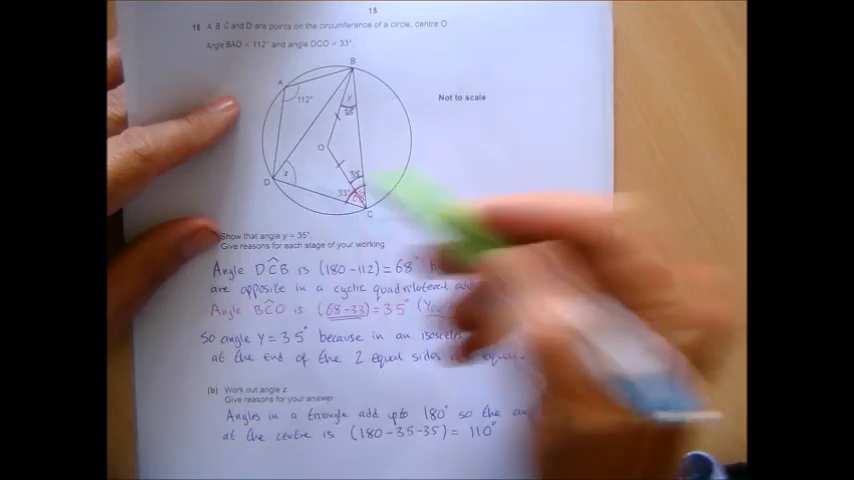 15
16 A B C and D are points on the circumference of a circle, centre O
Angle BAD = 112° and angle DCO = 33°
B
A
112°
y
35°
Not to scale
O
z
35°
D
33°
C
Show that angle y = 35°.
Give reasons for each stage of your working
Angle DĈB is (180-112) = 68°
are opposite in a cyclic quadrilateral
Angle BĈO is (68-33) = 35°
So angle Y = 35° because in an
at the end of the 2 equal sides
(b) Work out angle z
Give reasons for your answer
Angles in a triangle add upto 180° so the
at the centre is (180-35-35) = 110°